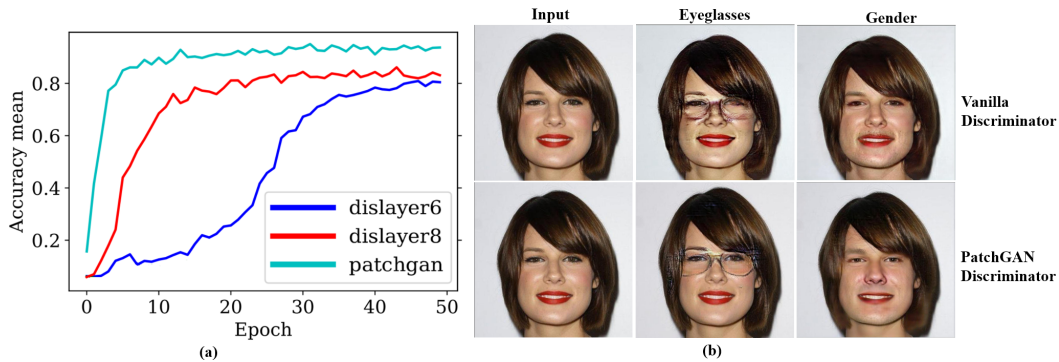 Accuracy mean
0.8
0.6
0.4
0.2
0
10
20
30
40
50
Epoch
dislayer6
dislayer8
patchgan
(a)
Input
Eyeglasses
Gender
Vanilla
Discriminator
PatchGAN
Discriminator
(b)